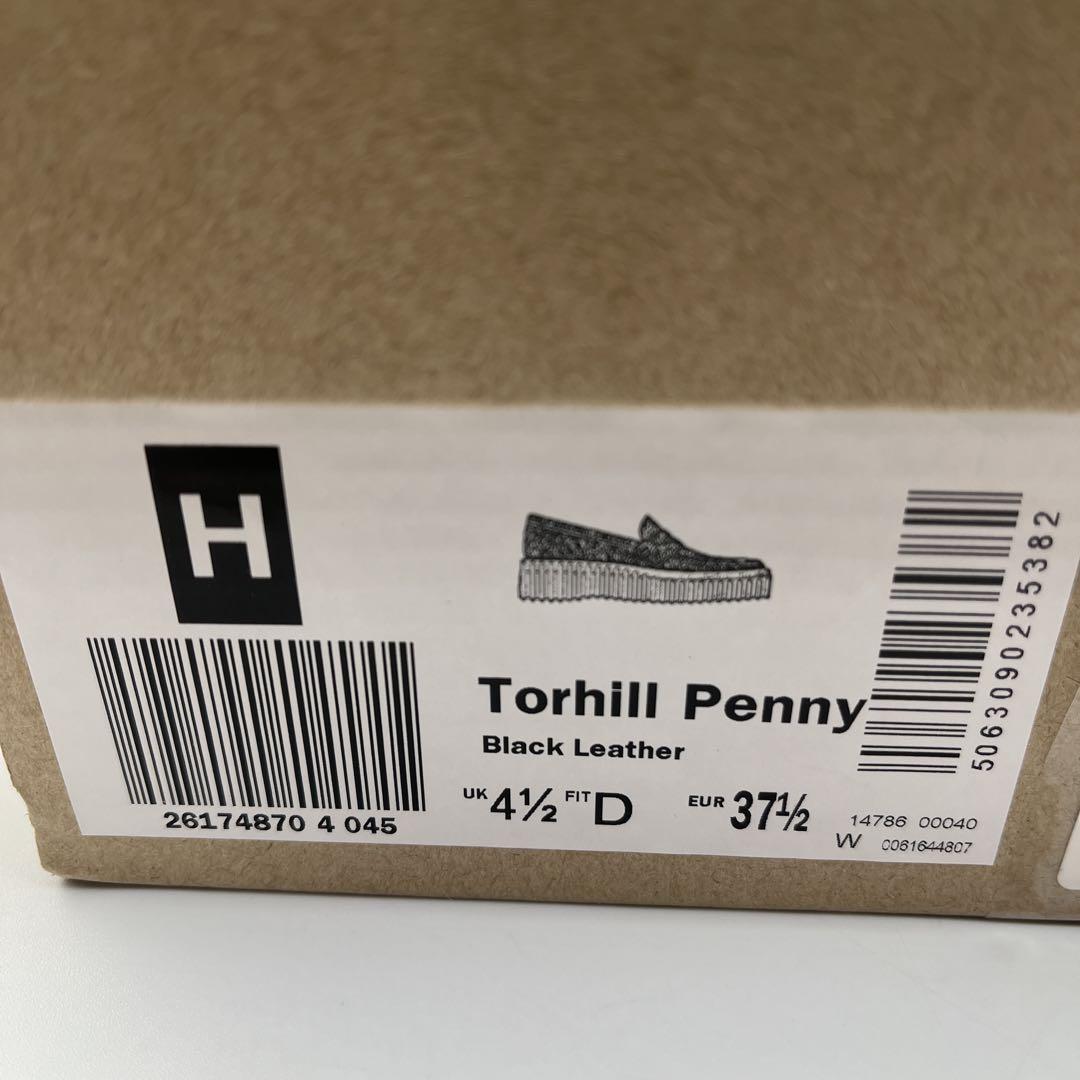 H
26174870 4 045
Torhill Penny
Black Leather
UK 4½ FIT D EUR 37½
14786 00040
W 0061644807
5063090235382